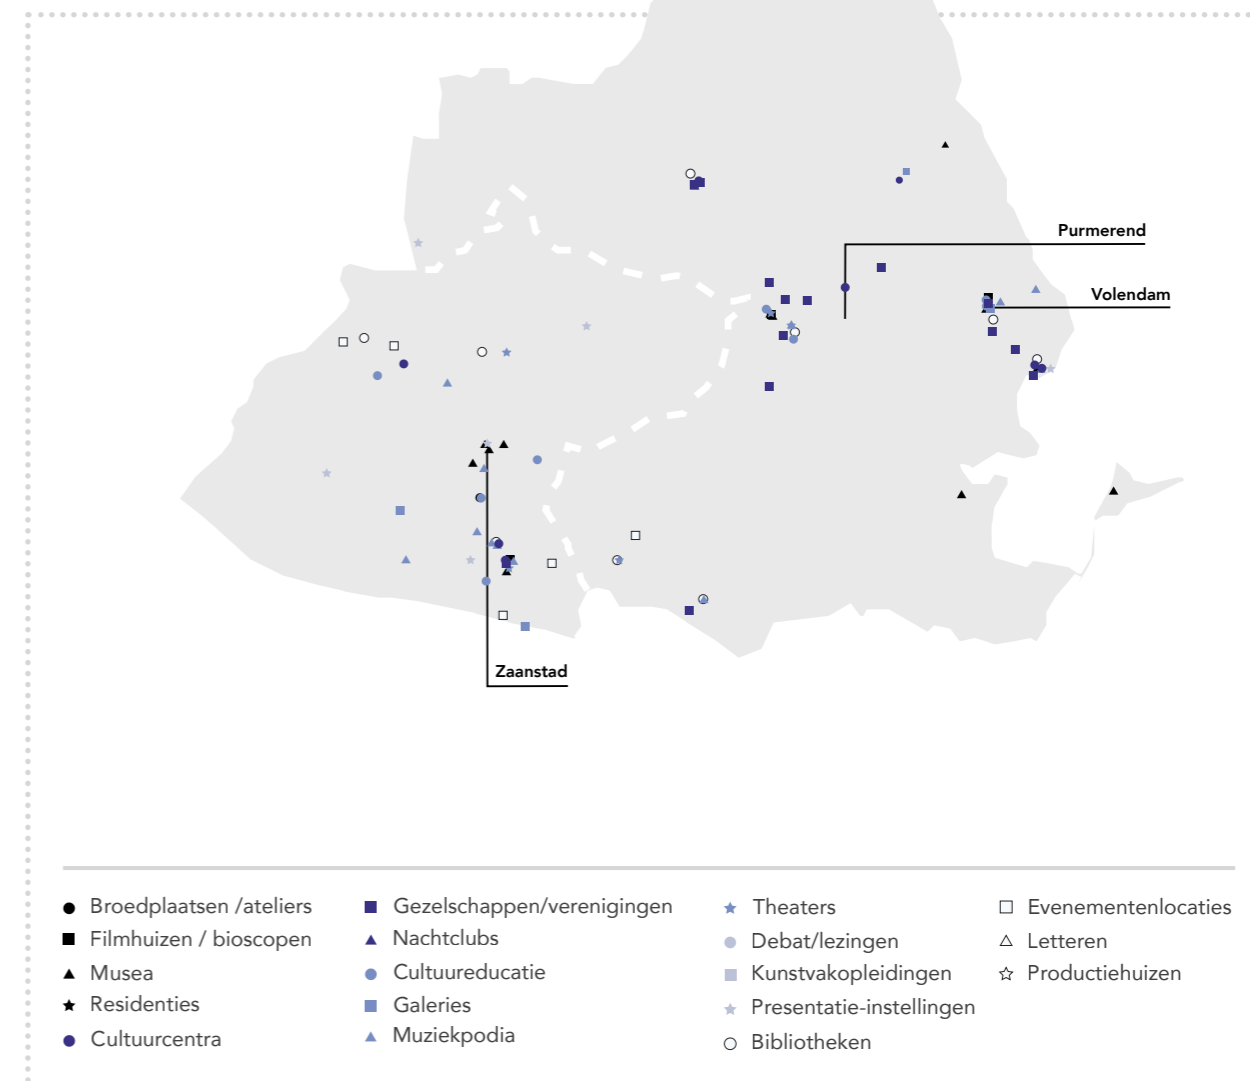 Purmerend
Volendam
Zaanstad
Broedplaatsen /ateliers
Filmhuizen / bioscopen
Musea
Residenties
Cultuurcentra
Gezelschappen/verenigingen
Nachtclubs
Cultuureducatie
Galeries
Muziekpodia
Theaters
Debat/lezingen
Kunstvakopleidingen
Presentatie-instellingen
Bibliotheken
Evenementenlocaties
Letteren
Productiehuizen